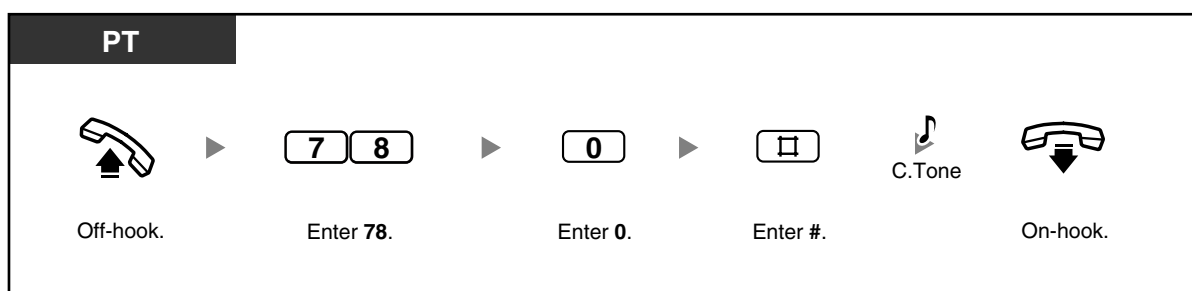 PT
7 8 0 #
C.Tone
Off-hook. Enter 78. Enter 0. Enter #. On-hook.